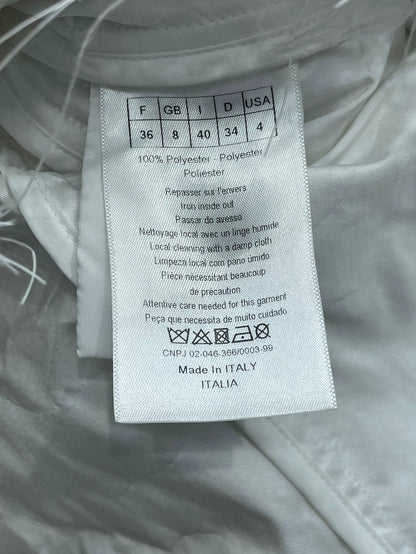 F GB I D USA
36 8 40 34 4
100% Polyester - Polyester
Poliester
Repasser sur l'envers
Iron inside out
Passar do avesso
Nettoyage local avec un linge humide
Local cleaning with a damp cloth
Limpeza local com pano úmido
Pièce nécessitant beaucoup
de précaution
Attentive care needed for this garment
Peça que necessita de muito cuidado
CNPJ 02-046-366/0003-99
Made In ITALY
ITALIA